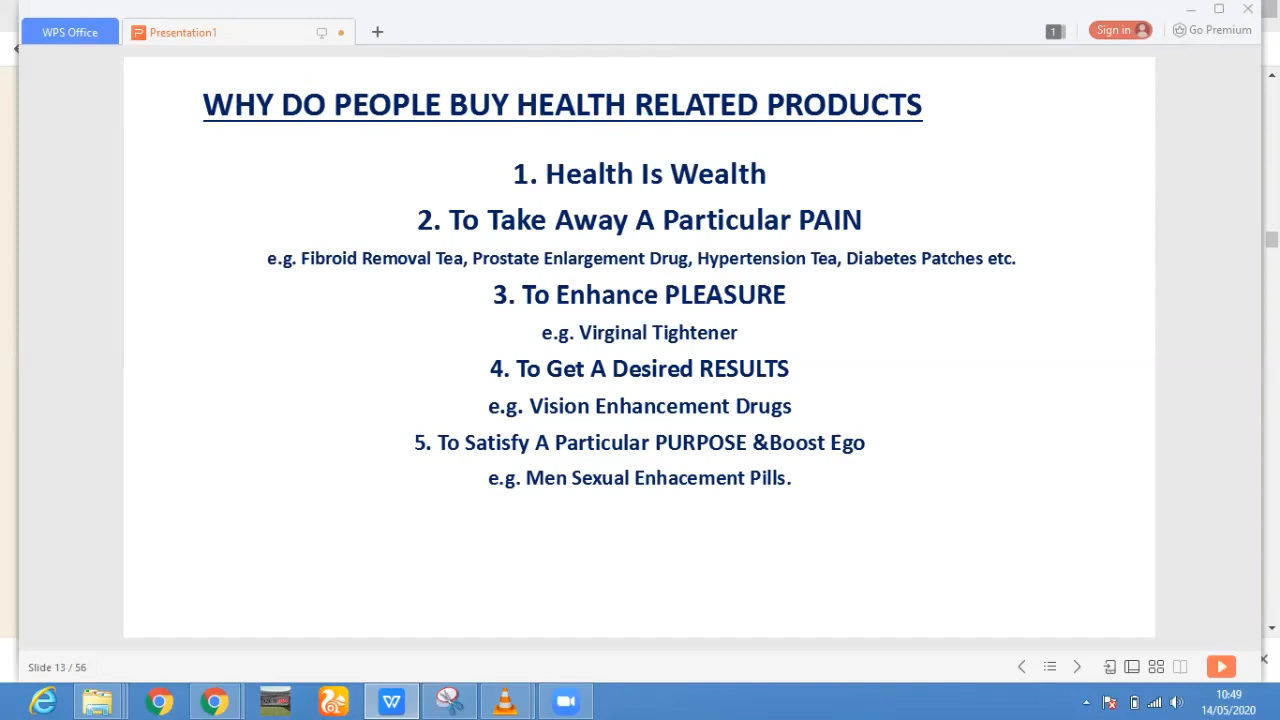 WPS Office
Presentation1
1
Sign in
Go Premium
WHY DO PEOPLE BUY HEALTH RELATED PRODUCTS
1. Health Is Wealth
2. To Take Away A Particular PAIN
e.g. Fibroid Removal Tea, Prostate Enlargement Drug, Hypertension Tea, Diabetes Patches etc.
3. To Enhance PLEASURE
e.g. Virginal Tightener
4. To Get A Desired RESULTS
e.g. Vision Enhancement Drugs
5. To Satisfy A Particular PURPOSE &Boost Ego
e.g. Men Sexual Enhacement Pills.
Slide 13 / 56
10:49
14/05/2020